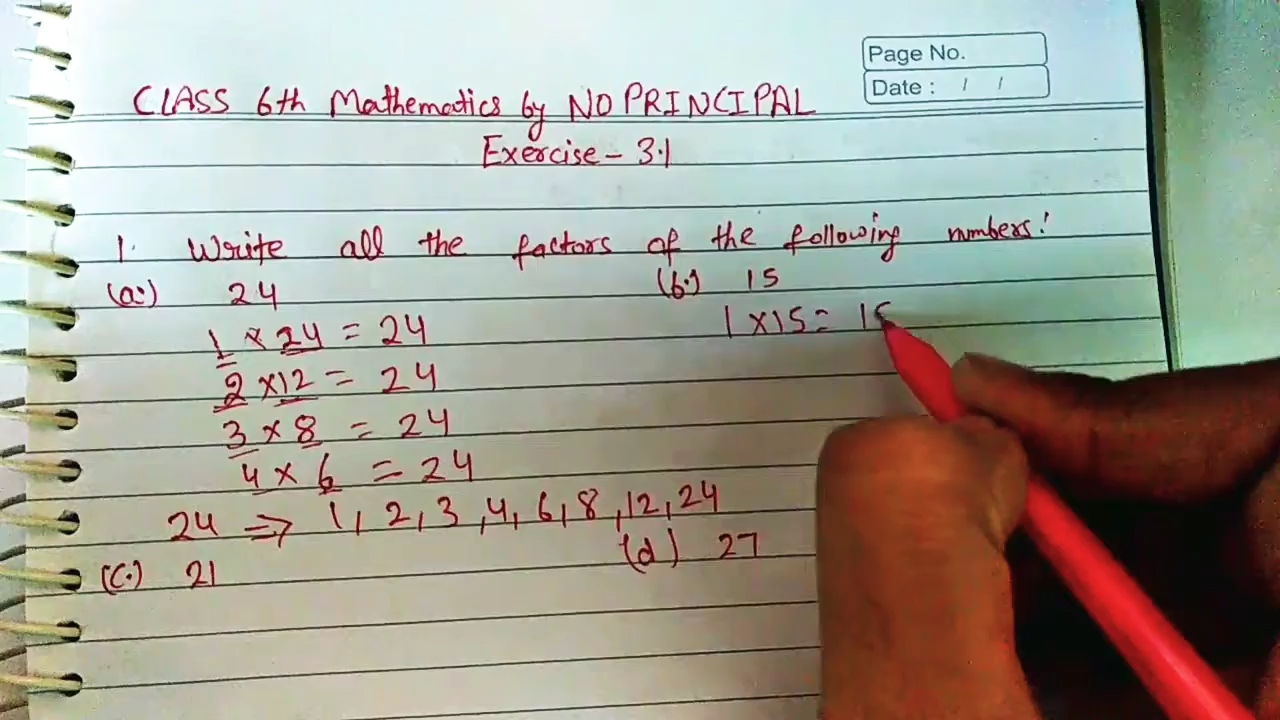 Page No.
Date : / /
CLASS 6th Mathematics by NO PRINCIPAL
Exercise - 3.1
1. Write all the factors of the following numbers:
(a.) 24
1 × 24 = 24
2 × 12 = 24
3 × 8 = 24
4 × 6 = 24
24 ⇒ 1, 2, 3, 4, 6, 8, 12, 24
(b.) 15
1 × 15 = 15
(c.) 21
(d) 27